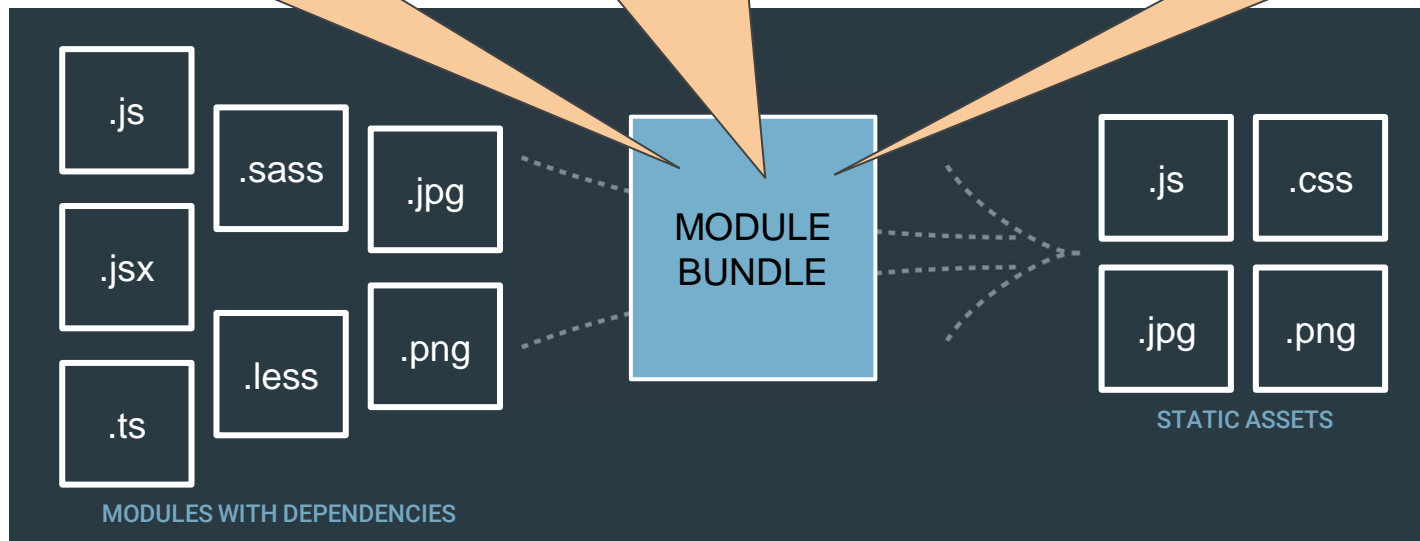 .js
.jsx
.ts
.sass
.less
.jpg
.png
MODULES WITH DEPENDENCIES
MODULE
BUNDLE
.js
.css
.jpg
.png
STATIC ASSETS